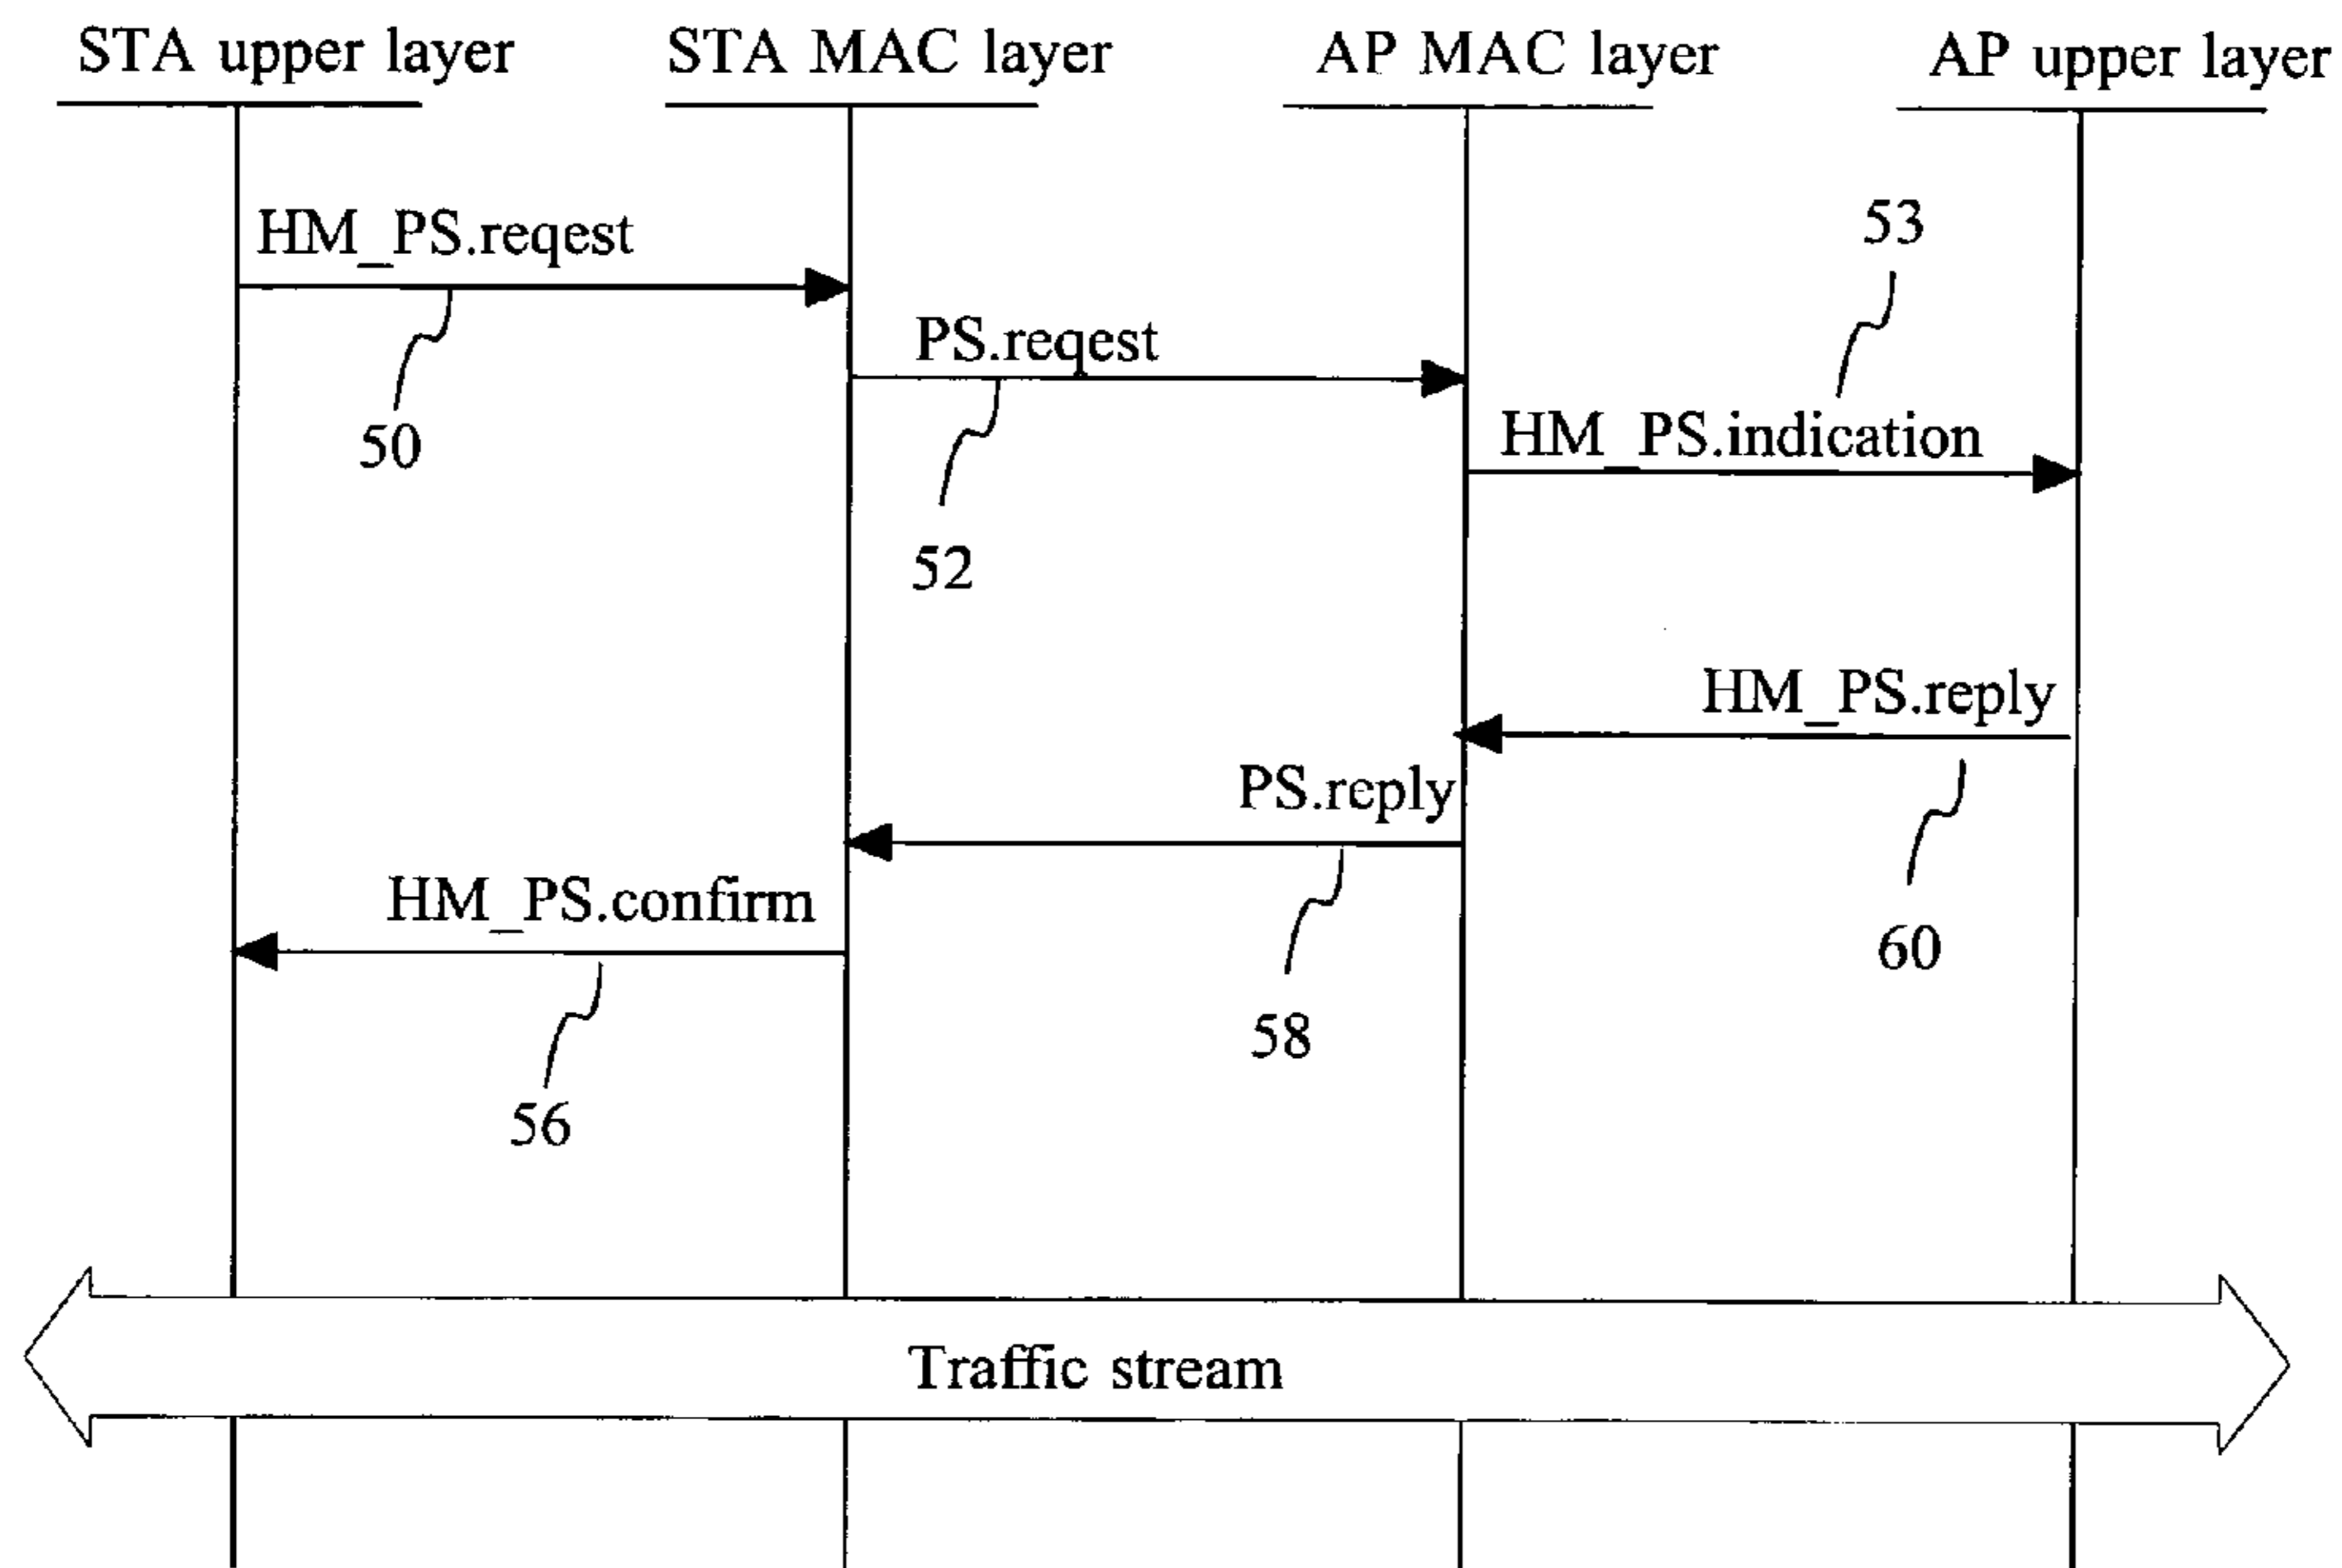 STA upper layer
STA MAC layer
AP MAC layer
AP upper layer
HM_PS.reqest
53
PS.reqest
50
HM_PS.indication
52
HM_PS.reply
PS.reply
HM_PS.confirm
60
58
56
Traffic stream